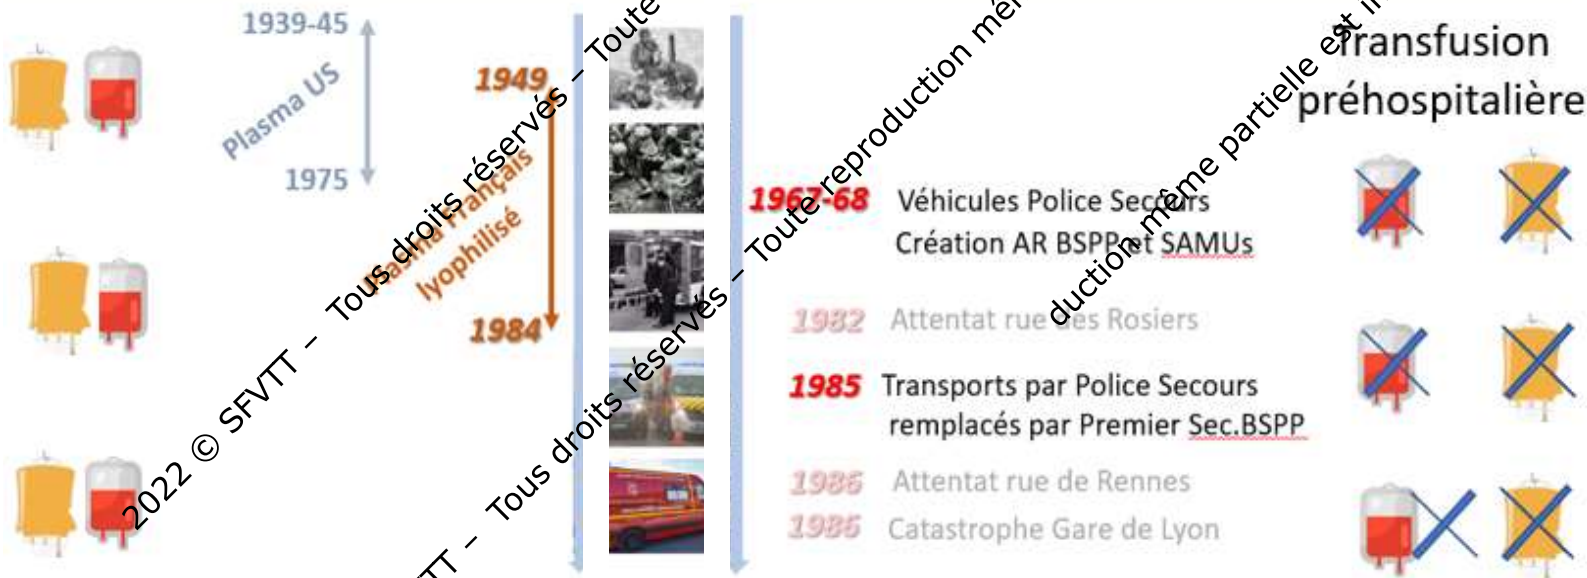 1939-45
Plasma US
1975
1949
Plasma Français
lyophilisé
1984
Transfusion
préhospitalière
1967-68 Véhicules Police Secours
Création AR BSPP et SAMUs
1982 Attentat rue des Rosiers
1985 Transports par Police Secours
remplacés par Premier Sec.BSPP
1986 Attentat rue de Rennes
1986 Catastrophe Gare de Lyon
2022 © SFVTT – Tous droits réservés – Toute
TT – Tous droits réservés – Toute reproduction
duction même partielle est